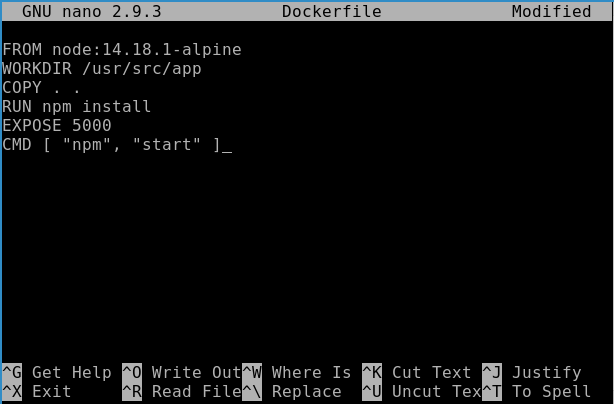 GNU nano 2.9.3 Dockerfile Modified
FROM node:14.18.1-alpine
WORKDIR /usr/src/app
COPY . .
RUN npm install
EXPOSE 5000
CMD [ "npm", "start" ]_
^G Get Help ^O Write Out ^W Where Is ^K Cut Text ^J Justify
^X Exit ^R Read File ^\ Replace ^U Uncut Tex ^T To Spell